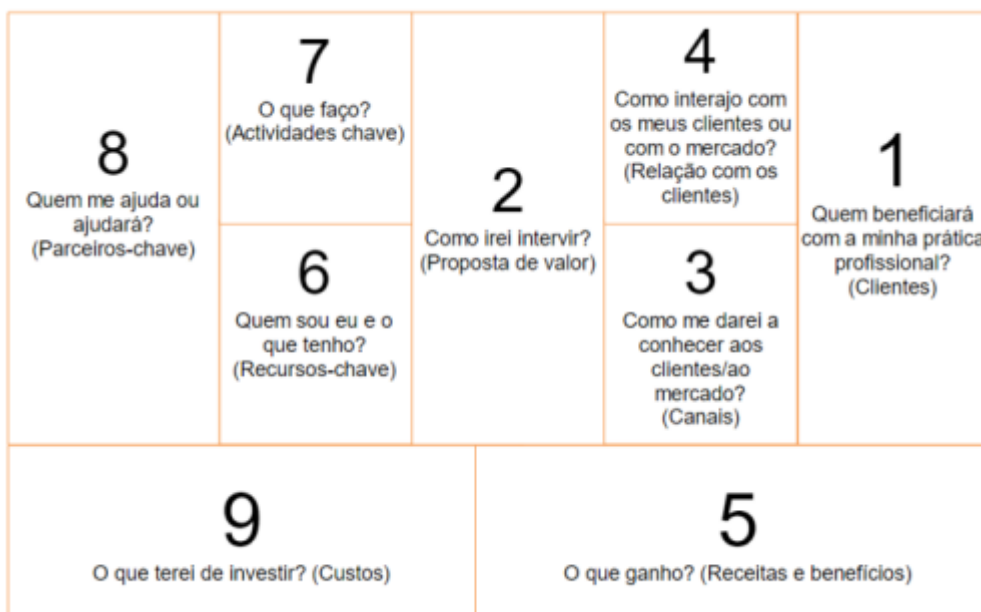 8
Quem me ajuda ou
ajudará?
(Parceiros-chave)
7
O que faço?
(Actividades chave)
6
Quem sou eu e o
que tenho?
(Recursos-chave)
2
Como irei intervir?
(Proposta de valor)
4
Como interajo com
os meus clientes ou
com o mercado?
(Relação com os
clientes)
3
Como me darei a
conhecer aos
clientes/ao
mercado?
(Canais)
1
Quem beneficiará
com a minha prática
profissional?
(Clientes)
9
O que terei de investir? (Custos)
5
O que ganho? (Receitas e benefícios)